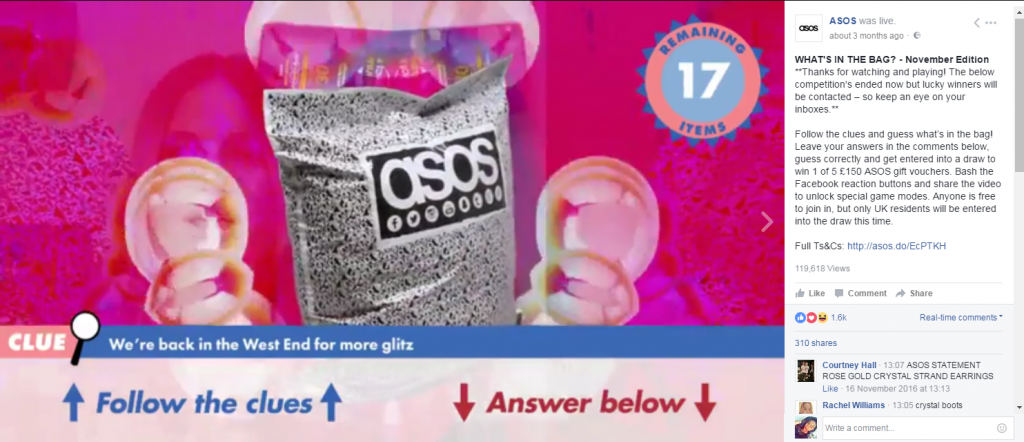 REMAINING
17
ITEMS
asos
CLUE
We're back in the West End for more glitz
Follow the clues
Answer below
asos
ASOS was live.
about 3 months ago ·
WHAT'S IN THE BAG? - November Edition
**Thanks for watching and playing! The below
competition's ended now but lucky winners will
be contacted – so keep an eye on your
inboxes.**
Follow the clues and guess what's in the bag!
Leave your answers in the comments below,
guess correctly and get entered into a draw to
win 1 of 5 £150 ASOS gift vouchers. Bash the
Facebook reaction buttons and share the video
to unlock special game modes. Anyone is free
to join in, but only UK residents will be entered
into the draw this time.
Full Ts&Cs: http://asos.do/EcPTKH
119,618 Views
Like Comment Share
1.6k Real-time comments
310 shares
Courtney Hall · 13:07 ASOS STATEMENT
ROSE GOLD CRYSTAL STRAND EARRINGS
Like · 16 November 2016 at 13:13
Rachel Williams · 13:05 crystal boots
Write a comment...